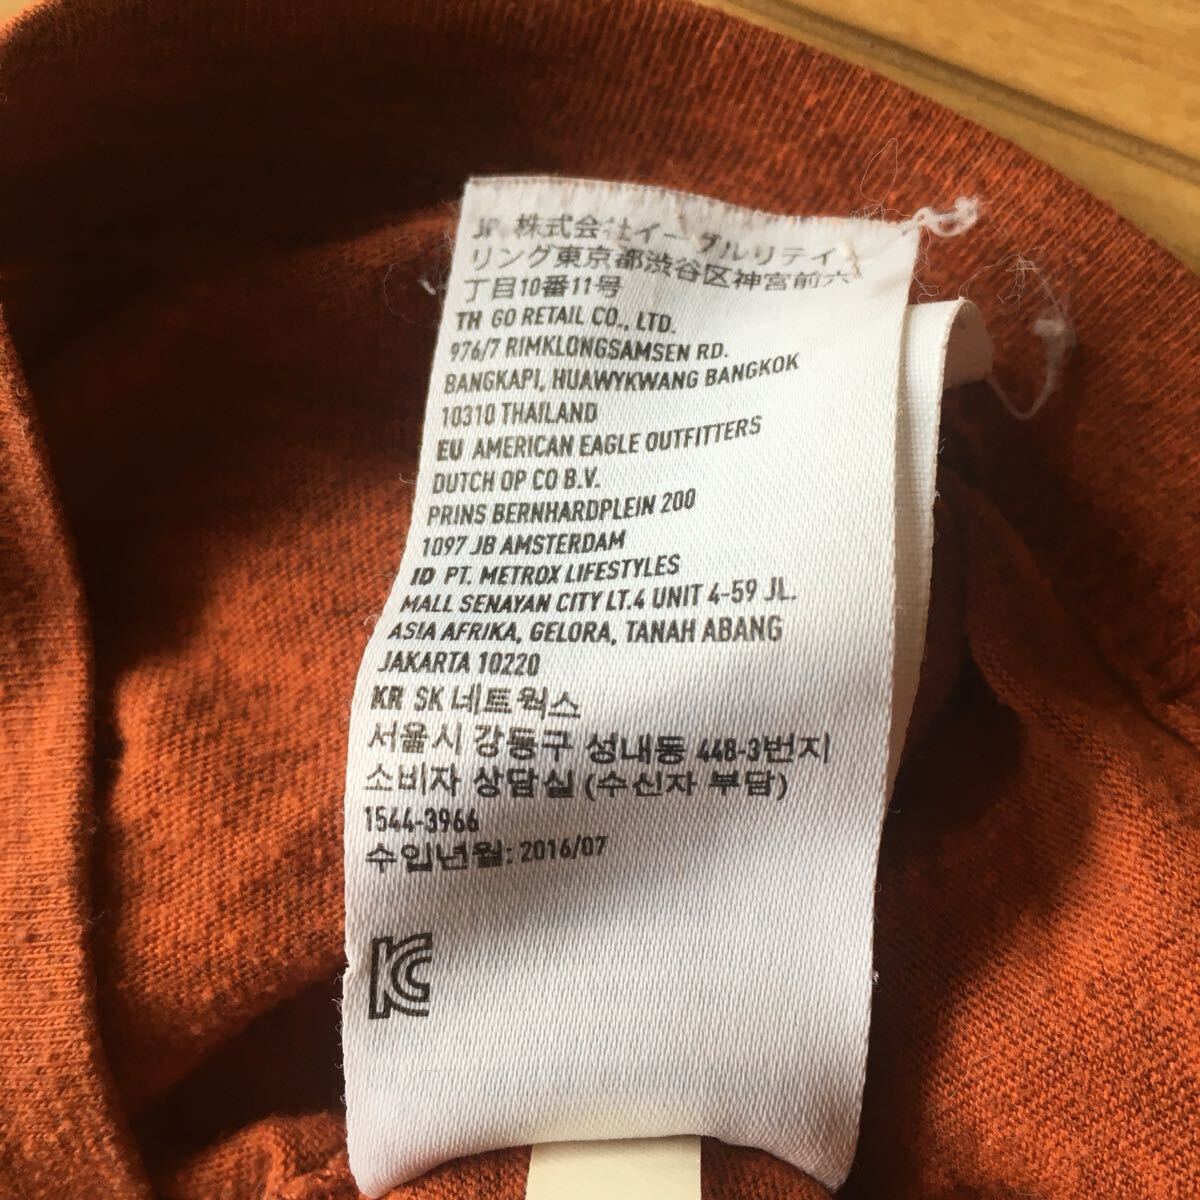 JP 株式会社イーグルリテイ
リング東京都渋谷区神宮前六
丁目10番11号
TH GO RETAIL CO., LTD.
976/7 RIMKLONGSAMSEN RD.
BANGKAPI, HUAWYKWANG BANGKOK
10310 THAILAND
EU AMERICAN EAGLE OUTFITTERS
DUTCH OP CO B.V.
PRINS BERNHARDPLEIN 200
1097 JB AMSTERDAM
ID PT. METROX LIFESTYLES
MALL SENAYAN CITY LT.4 UNIT 4-59 JL.
ASIA AFRIKA, GELORA, TANAH ABANG
JAKARTA 10220
KR SK 네트웍스
서울시 강동구 성내동 448-3번지
소비자 상담실 (수신자 부담)
1544-3966
수입년월: 2016/07
KC